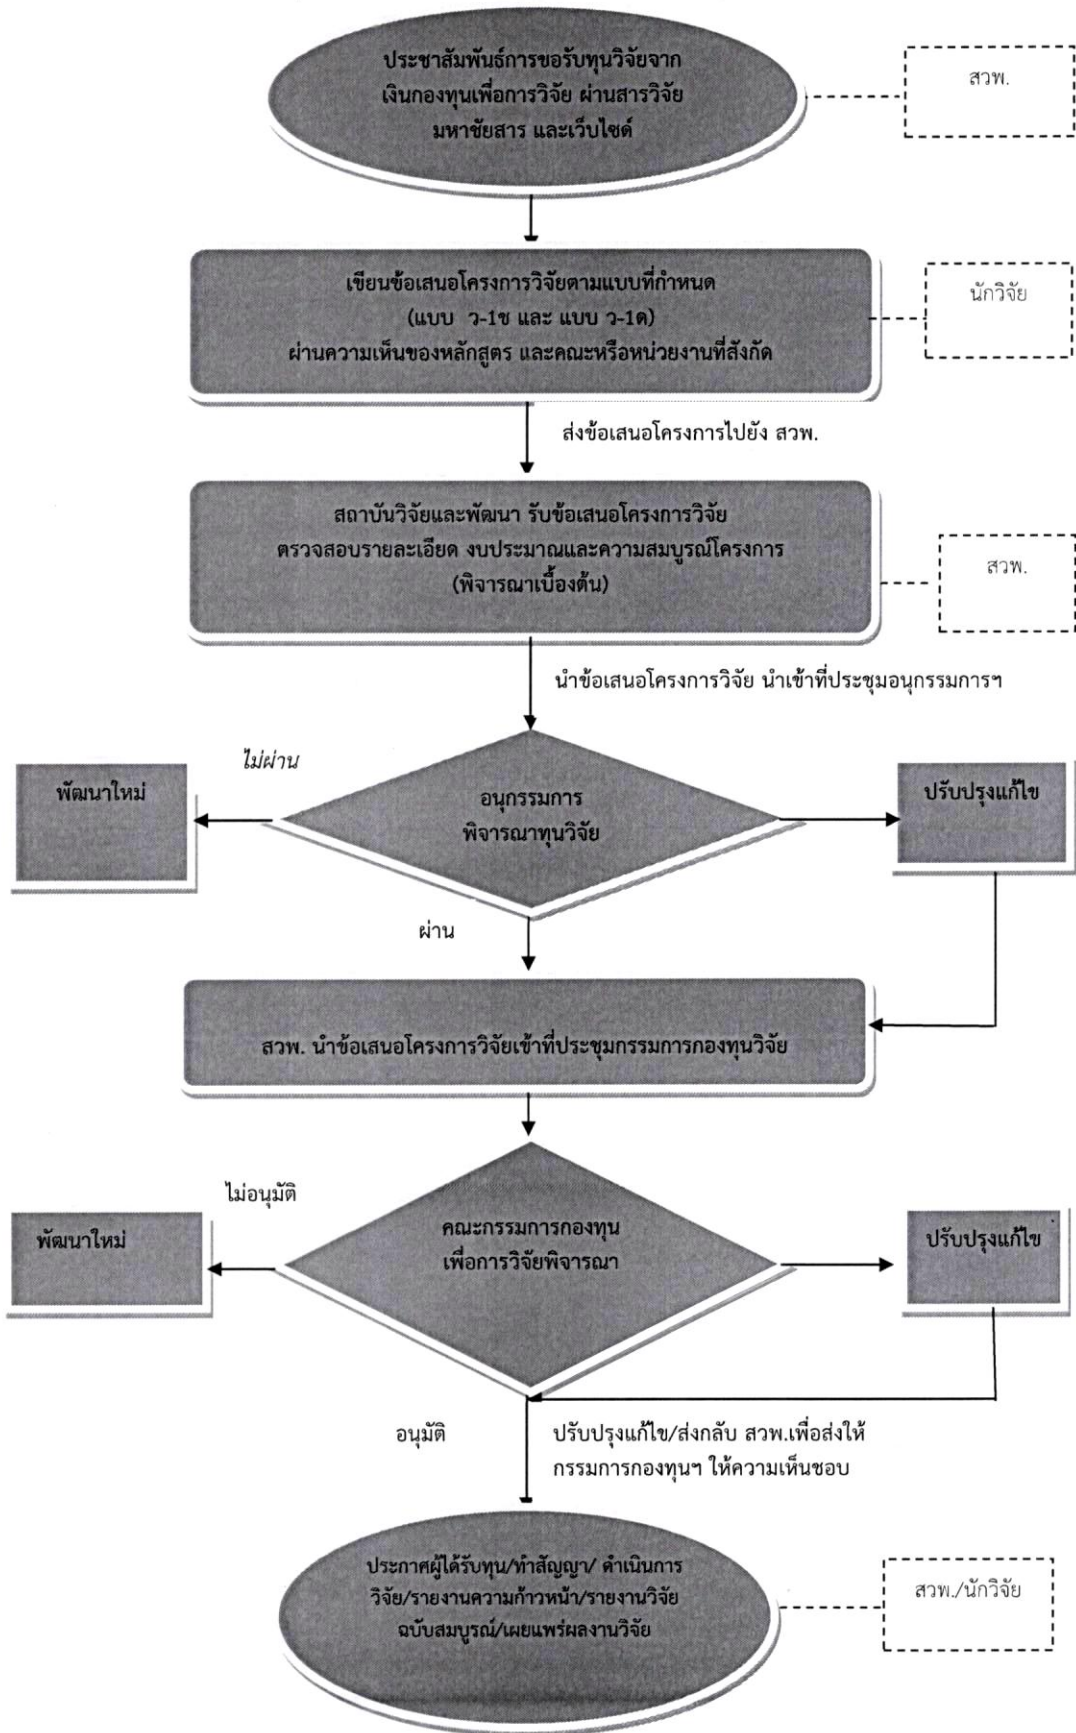 ประชาสัมพันธ์การขอรับทุนวิจัยจาก
เงินกองทุนเพื่อการวิจัย ผ่านสารวิจัย
มหาชัยสาร และเว็บไซด์
สวพ.
เขียนข้อเสนอโครงการวิจัยตามแบบที่กำหนด
(แบบ ว-1ช และ แบบ ว-1ด)
ผ่านความเห็นของหลักสูตร และคณะหรือหน่วยงานที่สังกัด
นักวิจัย
ส่งข้อเสนอโครงการไปยัง สวพ.
สถาบันวิจัยและพัฒนา รับข้อเสนอโครงการวิจัย
ตรวจสอบรายละเอียด งบประมาณและความสมบูรณ์โครงการ
(พิจารณาเบื้องต้น)
สวพ.
นำข้อเสนอโครงการวิจัย นำเข้าที่ประชุมอนุกรรมการฯ
ไม่ผ่าน
พัฒนาใหม่
อนุกรรมการ
พิจารณาทุนวิจัย
ปรับปรุงแก้ไข
ผ่าน
สวพ. นำข้อเสนอโครงการวิจัยเข้าที่ประชุมกรรมการกองทุนวิจัย
ไม่อนุมัติ
พัฒนาใหม่
คณะกรรมการกองทุน
เพื่อการวิจัยพิจารณา
ปรับปรุงแก้ไข
อนุมัติ
ปรับปรุงแก้ไข/ส่งกลับ สวพ.เพื่อส่งให้
กรรมการกองทุนฯ ให้ความเห็นชอบ
ประกาศผู้ได้รับทุน/ทำสัญญา/ ดำเนินการ
วิจัย/รายงานความก้าวหน้า/รายงานวิจัย
ฉบับสมบูรณ์/เผยแพร่ผลงานวิจัย
สวพ./นักวิจัย